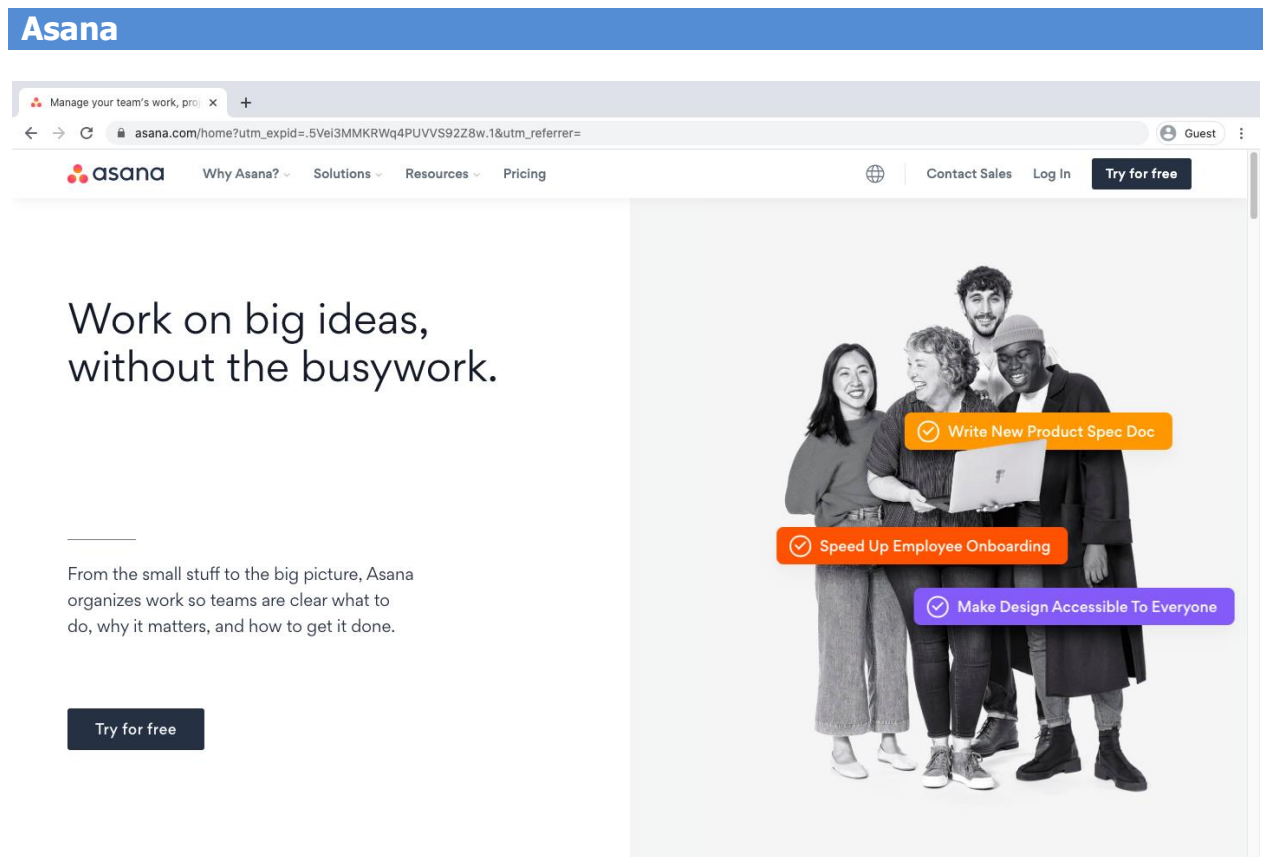 Asana
Manage your team's work, proj
asana.com/home?utm_expid=.5Vei3MMKRWq4PUVVS92Z8w.1&utm_referrer=
Guest
asana Why Asana? Solutions Resources Pricing Contact Sales Log In Try for free
Work on big ideas,
without the busywork.
Write New Product Spec Doc
Speed Up Employee Onboarding
From the small stuff to the big picture, Asana
organizes work so teams are clear what to
do, why it matters, and how to get it done.
Make Design Accessible To Everyone
Try for free